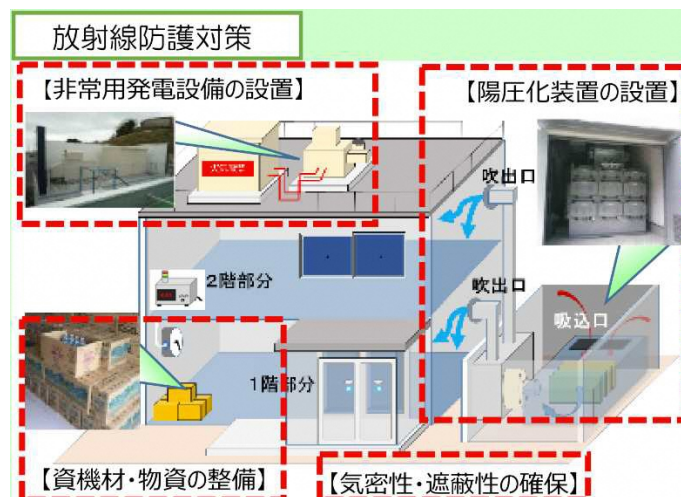 放射線防護対策
【非常用発電設備の設置】
【陽圧化装置の設置】
吹出口
2階部分
吹出口
吸込口
1階部分
【資機材・物資の整備】
【気密性・遮蔽性の確保】